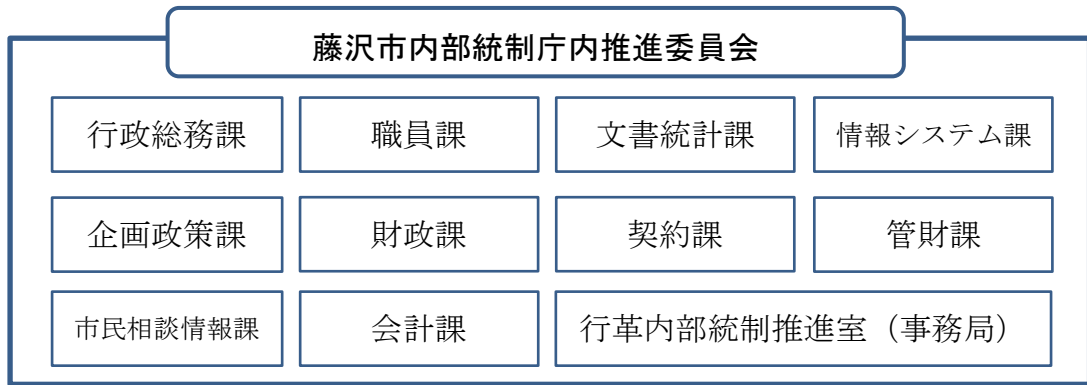 藤沢市内部統制庁内推進委員会
行政総務課
職員課
文書統計課
情報システム課
企画政策課
財政課
契約課
管財課
市民相談情報課
会計課
行革内部統制推進室（事務局）